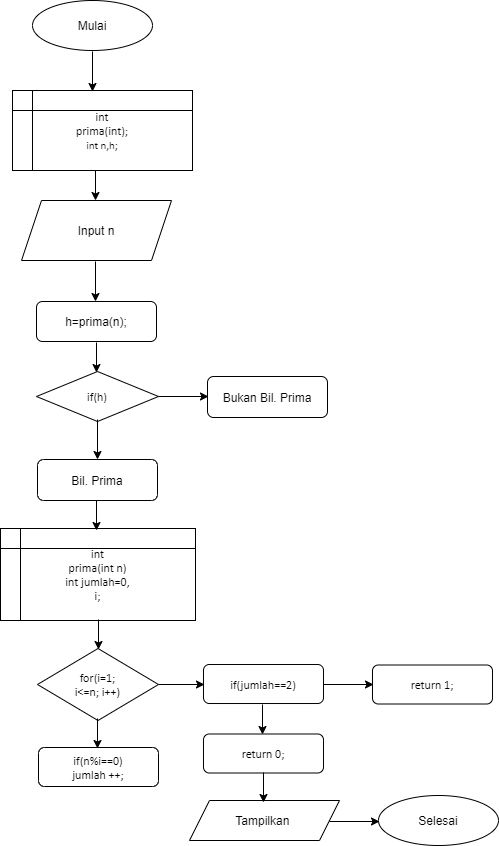 Mulai
int
prima(int);
int n,h;
Input n
h=prima(n);
if(h)
Bukan Bil. Prima
Bil. Prima
int
prima(int n)
int jumlah=0,
i;
for(i=1;
i<=n; i++)
if(jumlah==2)
return 1;
if(n%i==0)
jumlah ++;
return 0;
Tampilkan
Selesai